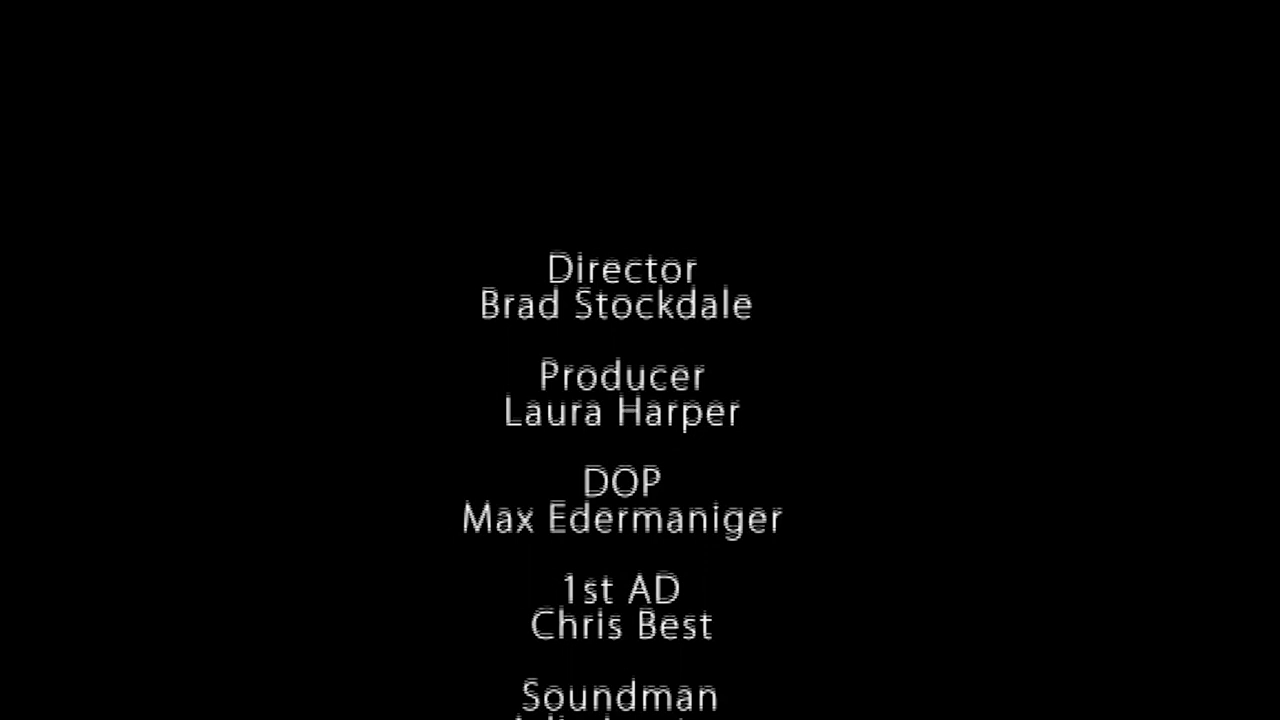 Director
Brad Stockdale
Producer
Laura Harper
DOP
Max Edermaniger
1st AD
Chris Best
Soundman